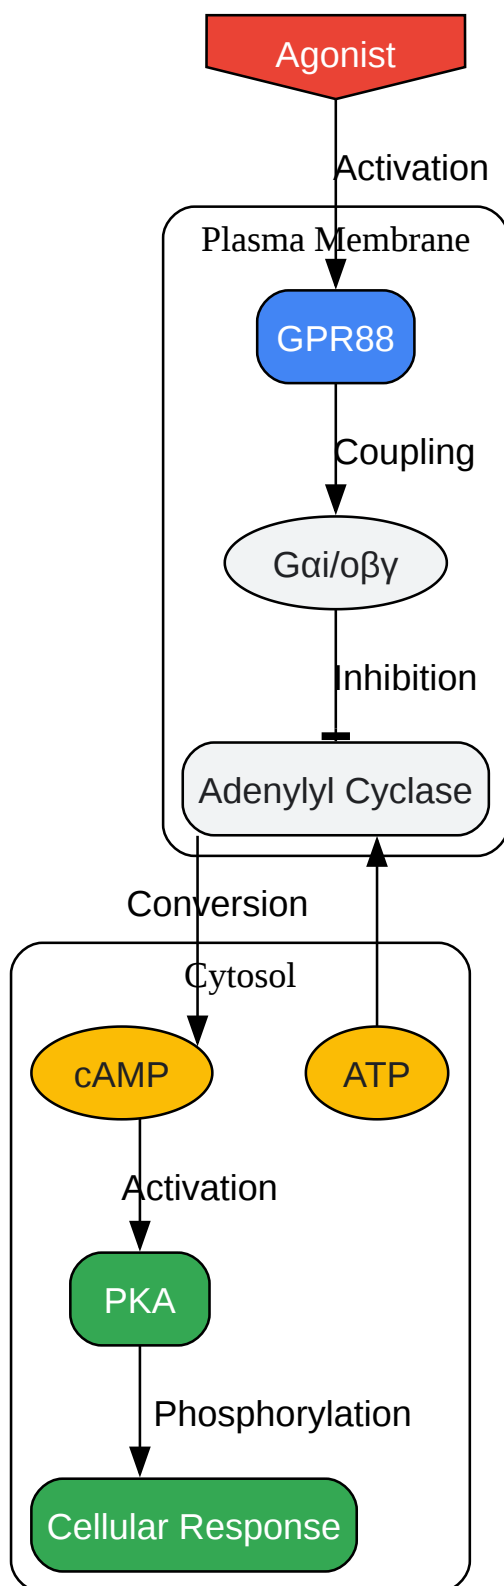 Agonist
Activation
Plasma Membrane
GPR88
Coupling
Gαi/oβγ
Inhibition
Adenylyl Cyclase
Conversion
Cytosol
cAMP
ATP
Activation
PKA
Phosphorylation
Cellular Response